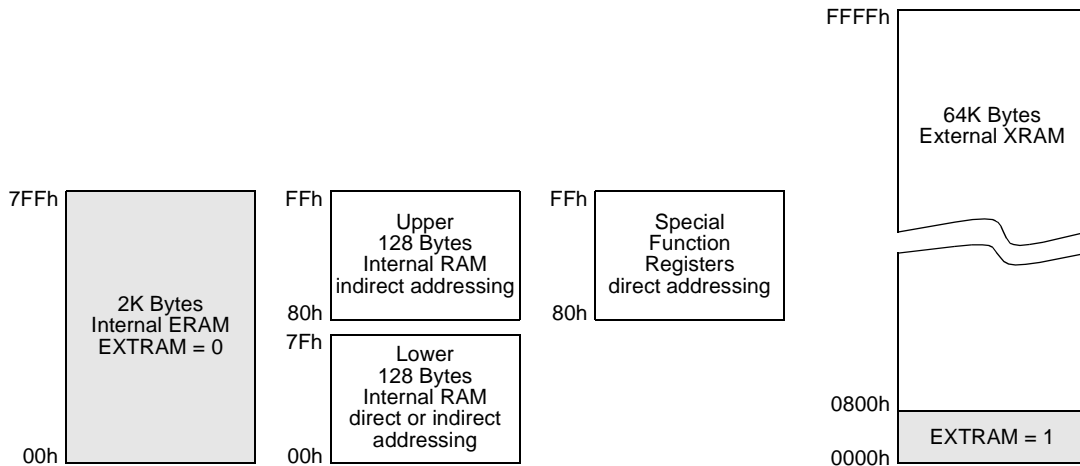 7FFh
2K Bytes
Internal ERAM
EXTRAM = 0
00h
FFh
Upper
128 Bytes
Internal RAM
indirect addressing
80h
7Fh
Lower
128 Bytes
Internal RAM
direct or indirect
addressing
00h
FFh
Special
Function
Registers
direct addressing
80h
FFFFh
64K Bytes
External XRAM
0800h
EXTRAM = 1
0000h